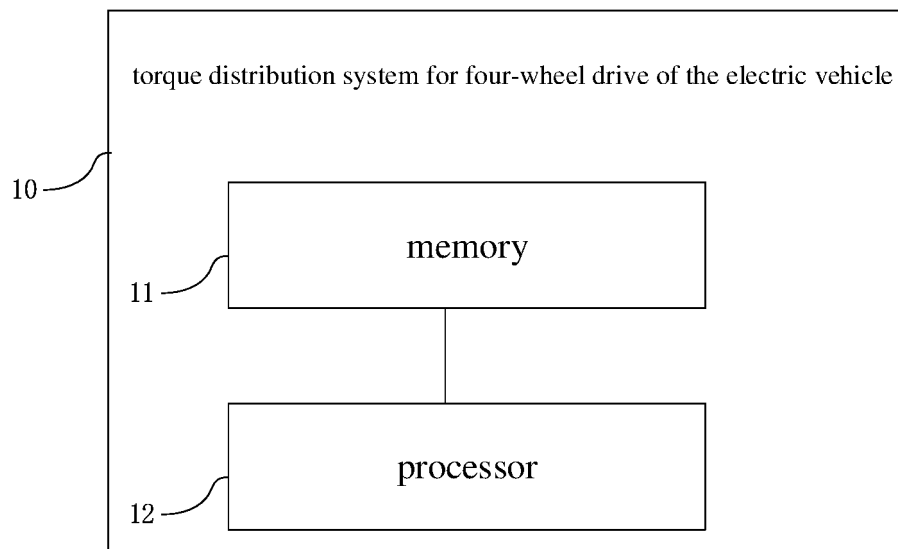 torque distribution system for four-wheel drive of the electric vehicle
10
memory
11
processor
12